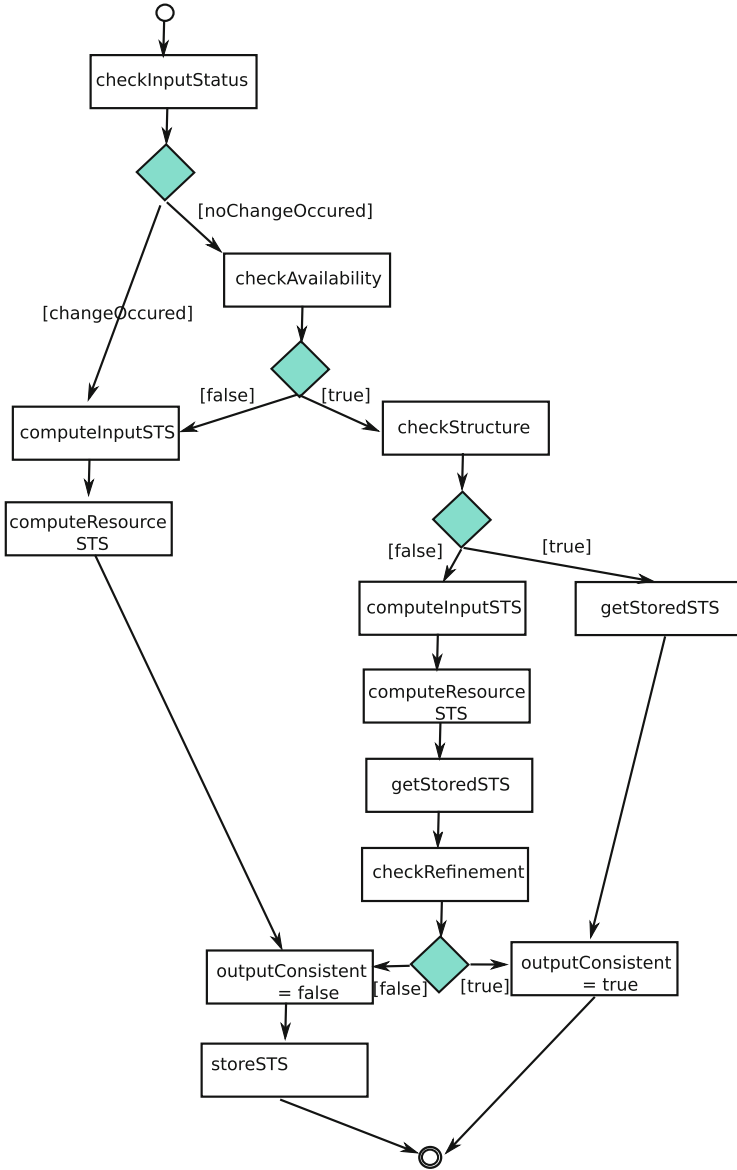 checkInputStatus
[noChangeOccured]
checkAvailability
[changeOccured]
[false]
[true]
checkStructure
computeInputSTS
computeResource
STS
[false]
[true]
computeInputSTS
getStoredSTS
computeResource
STS
getStoredSTS
checkRefinement
outputConsistent
= false
[false]
[true]
outputConsistent
= true
storeSTS